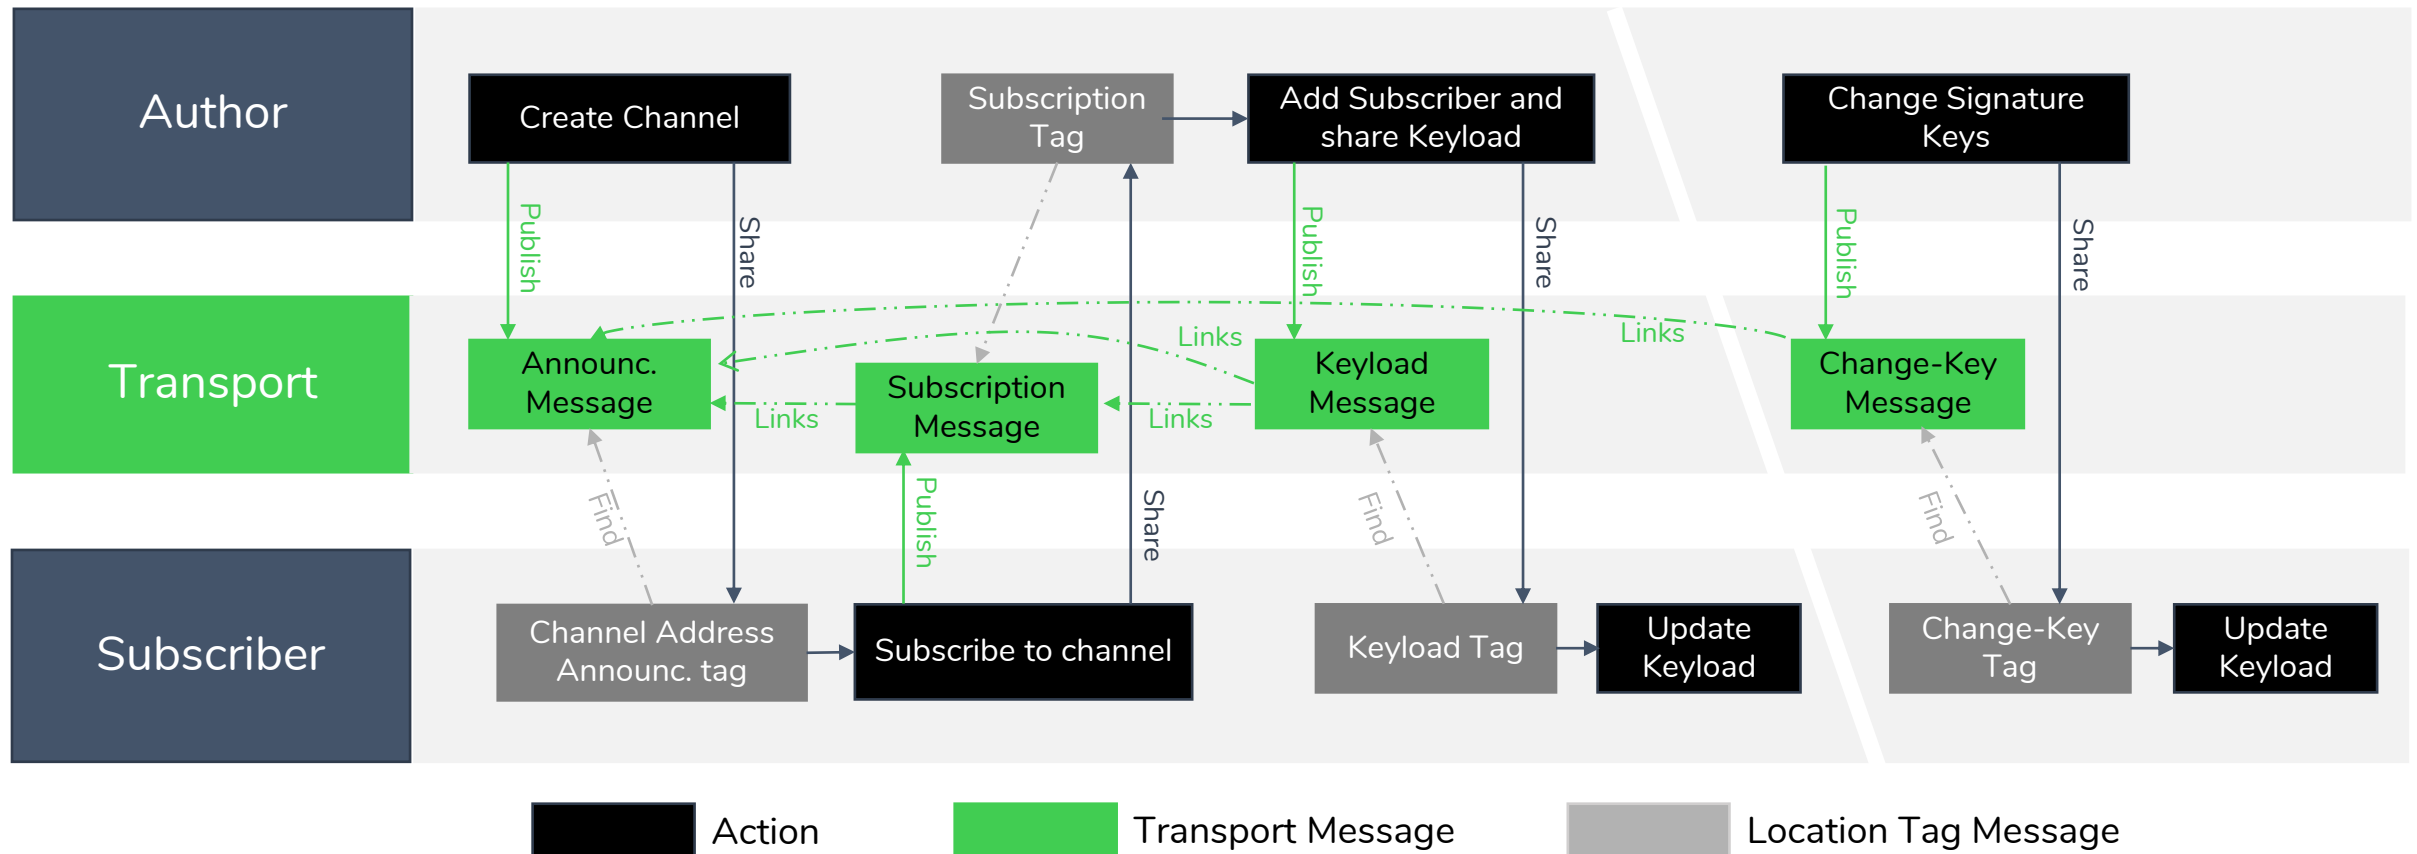 Author
Create Channel
Subscription
Tag
Add Subscriber and
share Keyload
Change Signature
Keys
Publish
Share
Publish
Share
Publish
Share
Transport
Announc.
Message
Links
Subscription
Message
Links
Links
Keyload
Message
Links
Change-Key
Message
Find
Publish
Share
Find
Find
Subscriber
Channel Address
Announc. tag
Subscribe to channel
Keyload Tag
Update
Keyload
Change-Key
Tag
Update
Keyload
Action
Transport Message
Location Tag Message